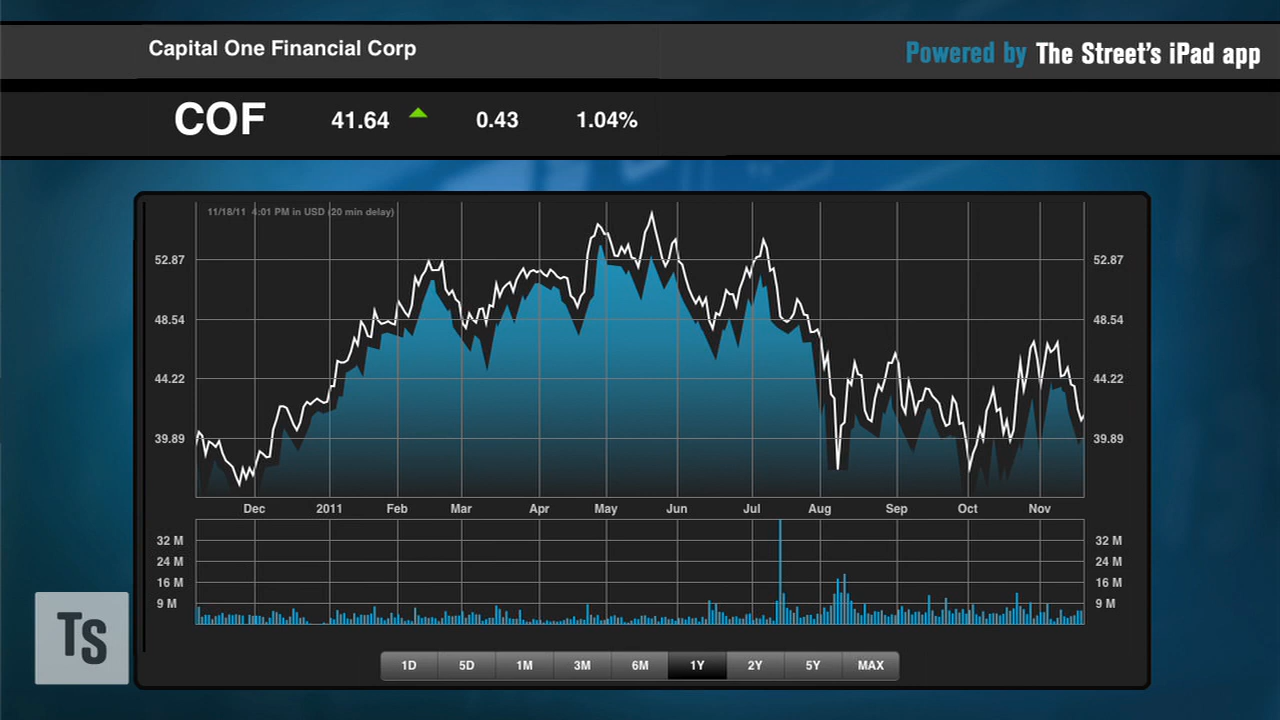 Capital One Financial Corp
Powered by The Street's iPad app
COF 41.64 0.43 1.04%
11/18/11 4:01 PM in USD (20 min delay)
52.87 52.87
48.54 48.54
44.22 44.22
39.89 39.89
Dec 2011 Feb Mar Apr May Jun Jul Aug Sep Oct Nov
32 M 32 M
24 M 24 M
16 M 16 M
9 M 9 M
Ts
1D 5D 1M 3M 6M 1Y 2Y 5Y MAX